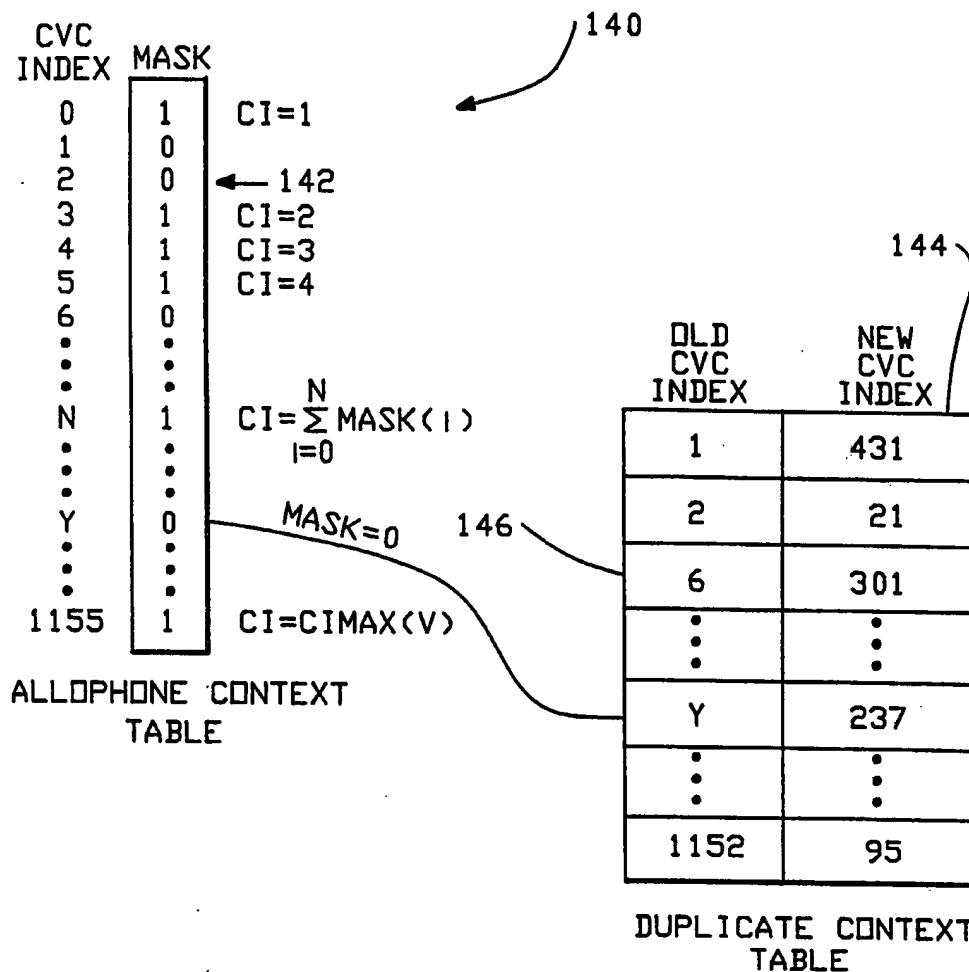 140
CVC
INDEX MASK
0 1 CI=1
1 0
2 0 142
3 1 CI=2
4 1 CI=3
5 1 CI=4
6 0
N 1 CI=∑MASK(I)
N
I=0
Y 0
MASK=0
1155 1 CI=CIMAX(V)
ALLOPHONE CONTEXT
TABLE
144
146
OLD
CVC
INDEX
NEW
CVC
INDEX
1 431
2 21
6 301
Y 237
1152 95
DUPLICATE CONTEXT
TABLE